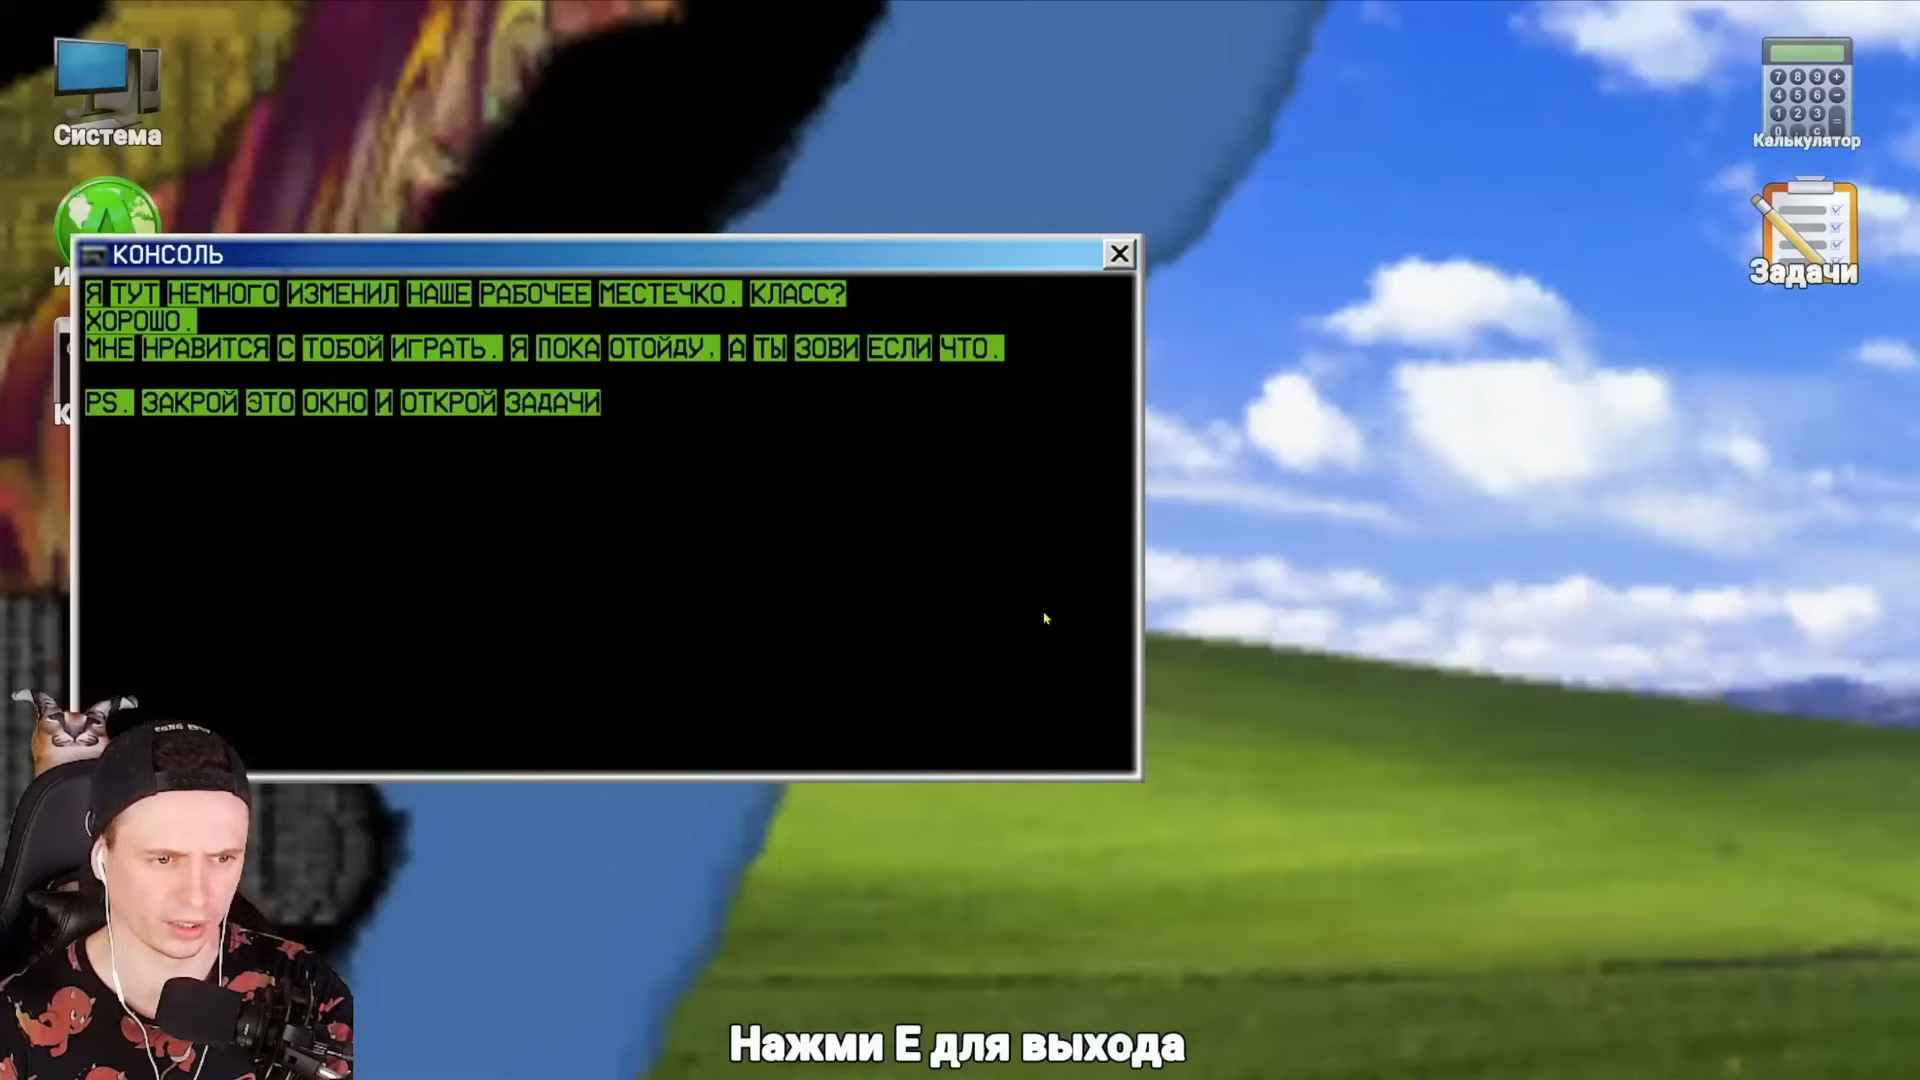 Система
Калькулятор
Задачи
КОНСОЛЬ
Я ТУТ НЕМНОГО ИЗМЕНИЛ НАШЕ РАБОЧЕЕ МЕСТЕЧКО. КЛАСС?
ХОРОШО.
МНЕ НРАВИТСЯ С ТОБОЙ ИГРАТЬ. Я ПОКА ОТОЙДУ, А ТЫ ЗОВИ ЕСЛИ ЧТО.
PS. ЗАКРОЙ ЭТО ОКНО И ОТКРОЙ ЗАДАЧИ
Нажми E для выхода